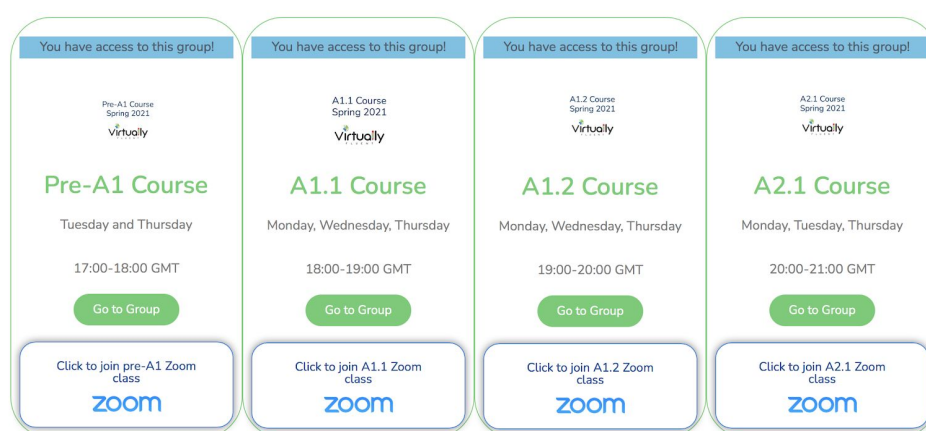 You have access to this group!
Pre-A1 Course
Spring 2021
Virtually
FLUENT
Pre-A1 Course
Tuesday and Thursday
17:00-18:00 GMT
Go to Group
Click to join pre-A1 Zoom
class
zoom
You have access to this group!
A1.1 Course
Spring 2021
Virtually
FLUENT
A1.1 Course
Monday, Wednesday, Thursday
18:00-19:00 GMT
Go to Group
Click to join A1.1 Zoom
class
zoom
You have access to this group!
A1.2 Course
Spring 2021
Virtually
FLUENT
A1.2 Course
Monday, Wednesday, Thursday
19:00-20:00 GMT
Go to Group
Click to join A1.2 Zoom
class
zoom
You have access to this group!
A2.1 Course
Spring 2021
Virtually
FLUENT
A2.1 Course
Monday, Tuesday, Thursday
20:00-21:00 GMT
Go to Group
Click to join A2.1 Zoom
class
zoom